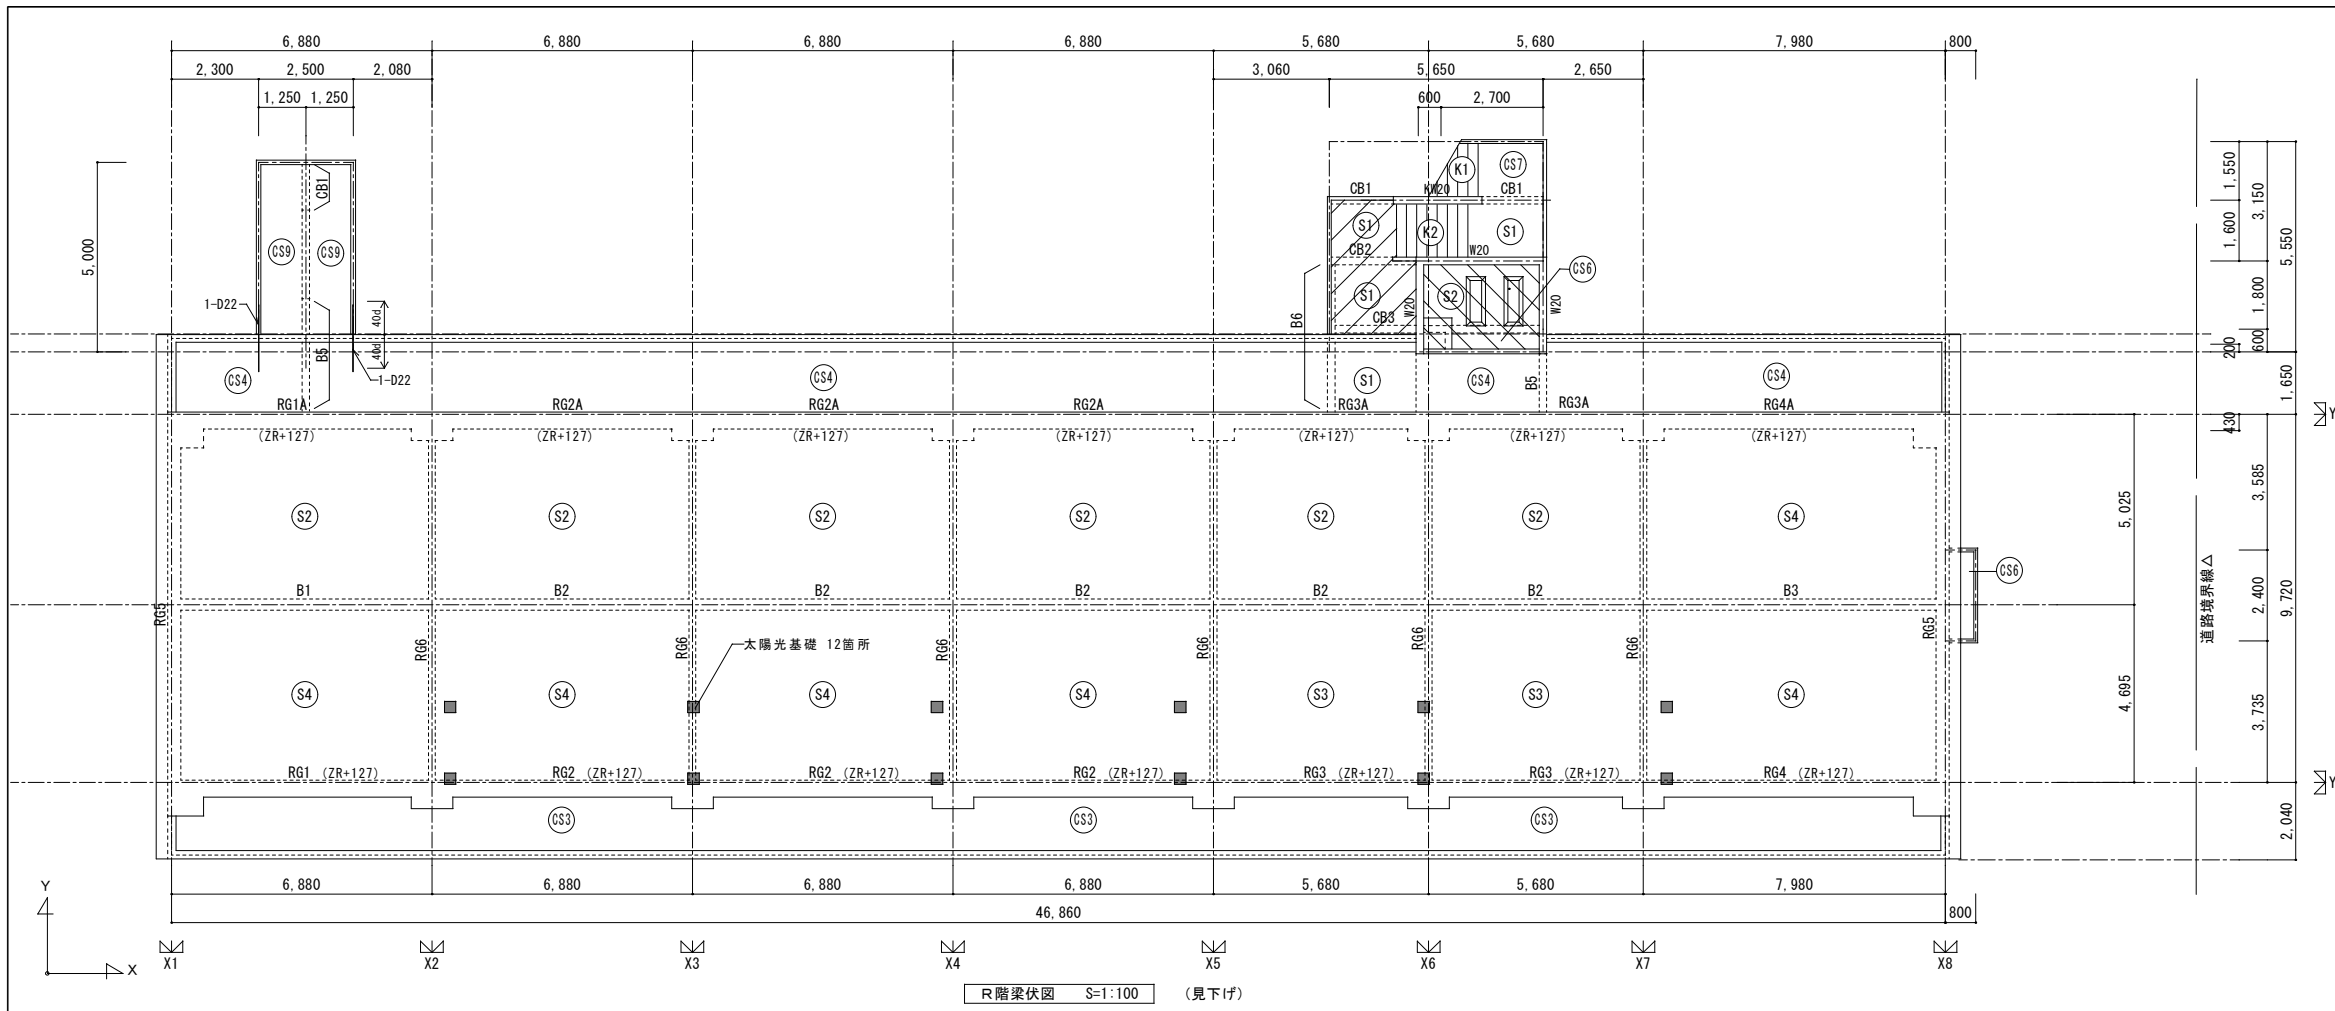 6,880 6,880 6,880 6,880 5,680 5,680 7,980 800
2,300 2,500 2,080 3,060 5,650 2,650
1,250 1,250 600 2,700
5,000
CB1
CS9 CS9
1-D22
40d
40d
B5
1-D22
K1 CS7
CB1 KW20 CB1
S1 K2 S1
CB2 W20
CS6
S1 W20 S2 W20
B6
CB3
1,550
3,150
1,600
5,550
1,800
200
600
1,650
430
CS4 CS4 S1 CS4 B5 CS4
RG1A RG2A RG2A RG2A RG3A RG3A RG4A
Y
(ZR+127) (ZR+127) (ZR+127) (ZR+127) (ZR+127) (ZR+127) (ZR+127)
S2 S2 S2 S2 S2 S2 S4
3,585
5,025
B1 B2 B2 B2 B2 B2 B3
CS6
道路境界線△
2,400
9,720
RG5 RG6 RG6 RG6 RG6 RG6 RG6 RG5
太陽光基礎 12箇所
S4 S4 S4 S4 S3 S3 S4
4,695
3,735
RG1 (ZR+127) RG2 (ZR+127) RG2 (ZR+127) RG2 (ZR+127) RG3 (ZR+127) RG3 (ZR+127) RG4 (ZR+127)
Y
CS3 CS3 CS3
2,040
6,880 6,880 6,880 6,880 5,680 5,680 7,980
46,860 800
Y
X
X1 X2 X3 X4 X5 X6 X7 X8
R階梁伏図 S=1:100 (見下げ)